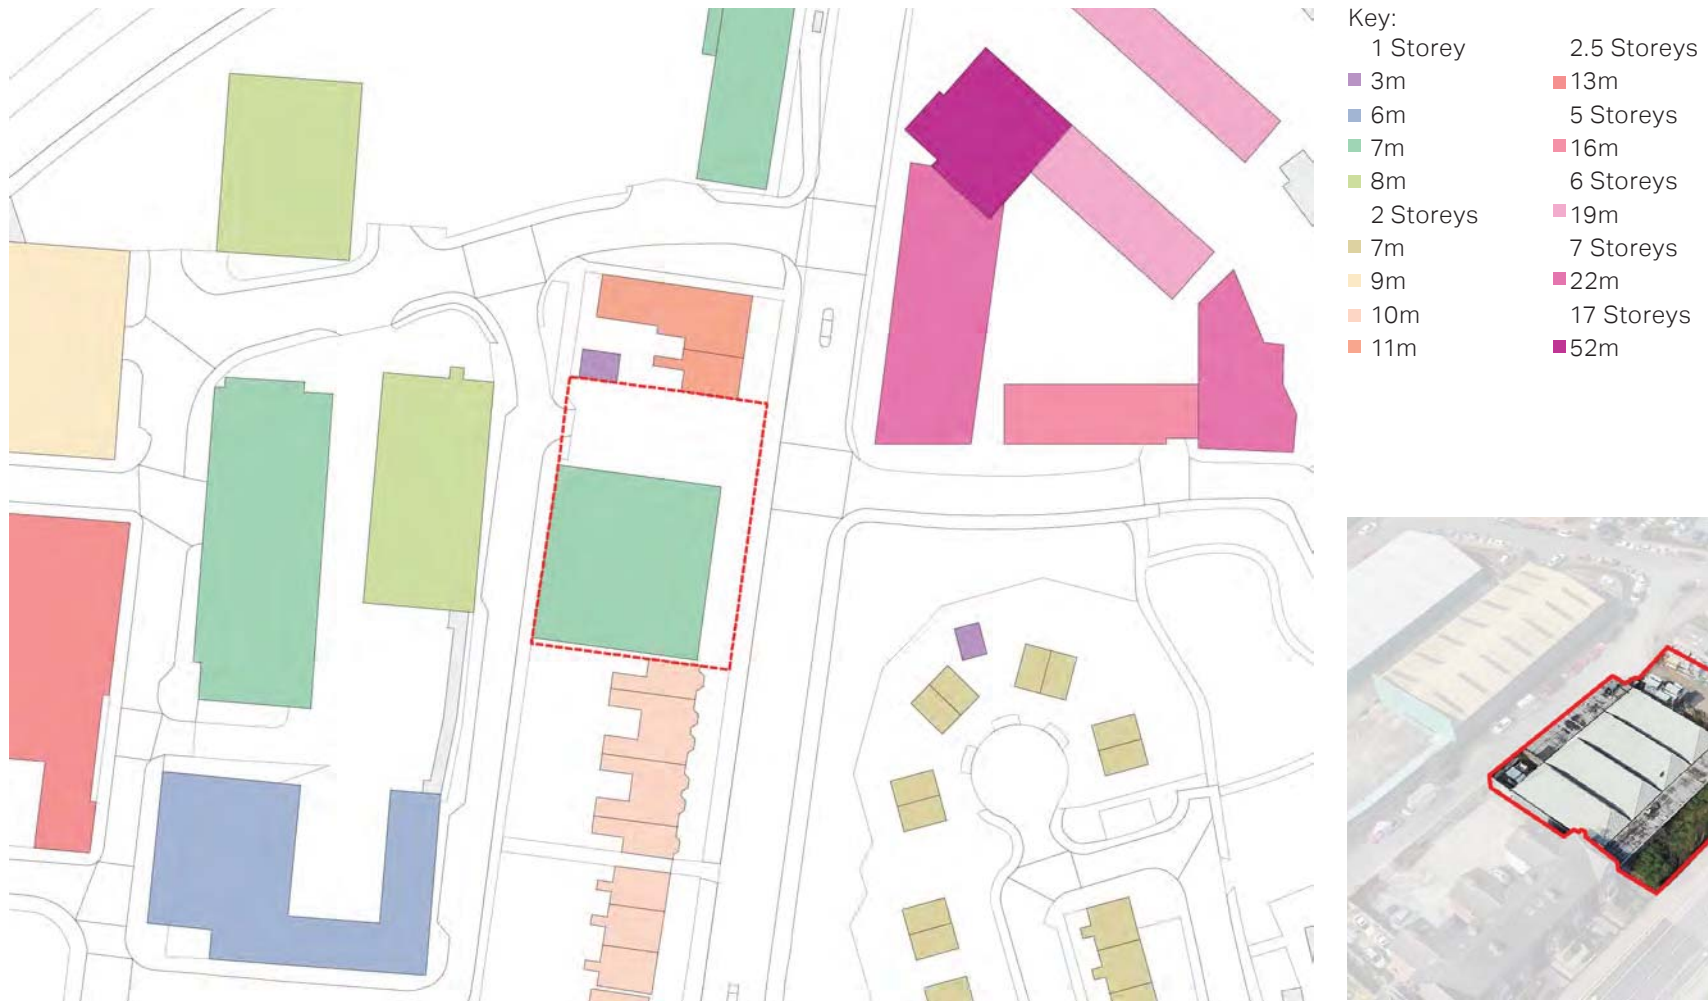 Key:
1 Storey
3m
6m
7m
8m
2 Storeys
7m
9m
10m
11m
2.5 Storeys
13m
5 Storeys
16m
6 Storeys
19m
7 Storeys
22m
17 Storeys
52m